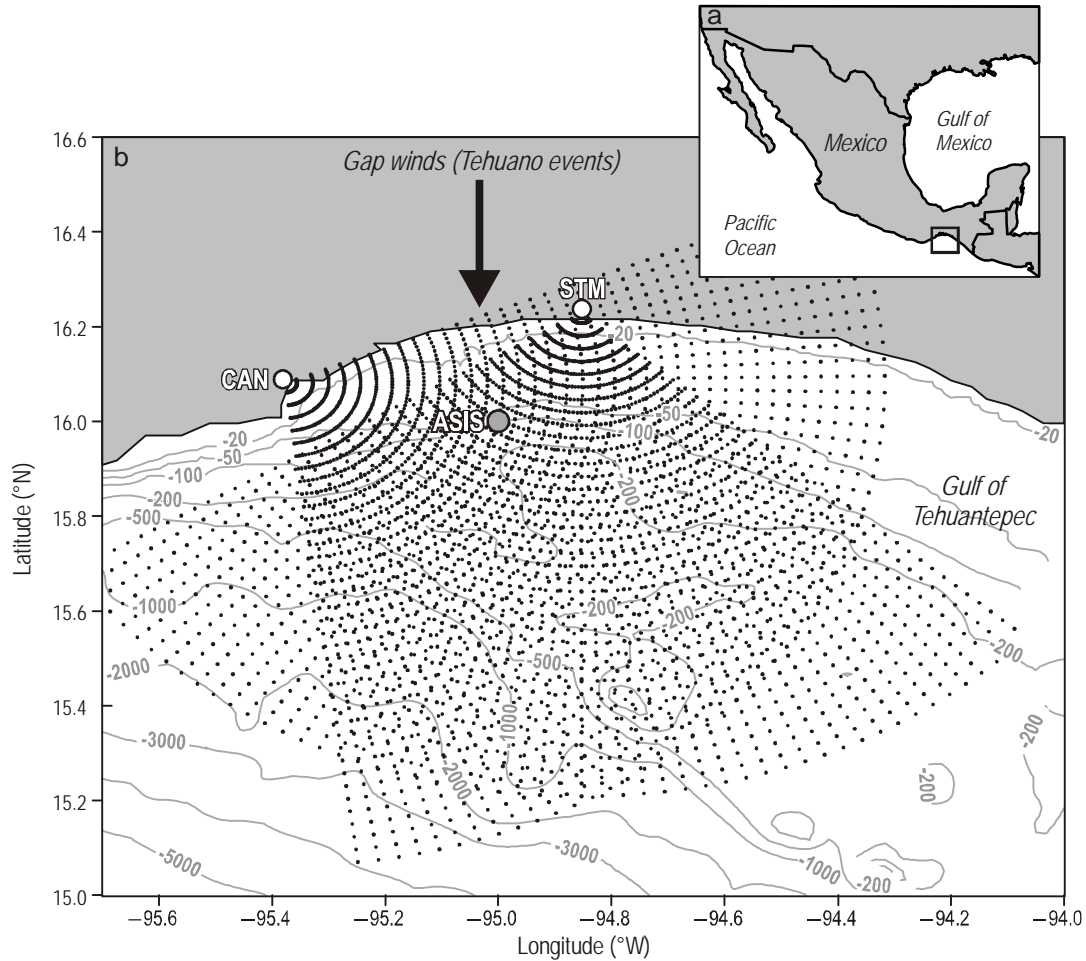 a
Gulf of
Mexico
Mexico
Pacific
Ocean
b
Gap winds (Tehuano events)
STM
CAN
ASIS
Gulf of
Tehuantepec
-20
-50
-100
-20
-50
-100
-200
-500
-1000
-2000
-3000
-5000
-20
-200
-200
-200
-500
-1000
-2000
-3000
-200
-200
-200
-1000
-200
16.6
16.4
16.2
16.0
15.8
15.6
15.4
15.2
15.0
Latitude (°N)
−95.6
−95.4
−95.2
−95.0
−94.8
−94.6
−94.4
−94.2
−94.0
Longitude (°W)